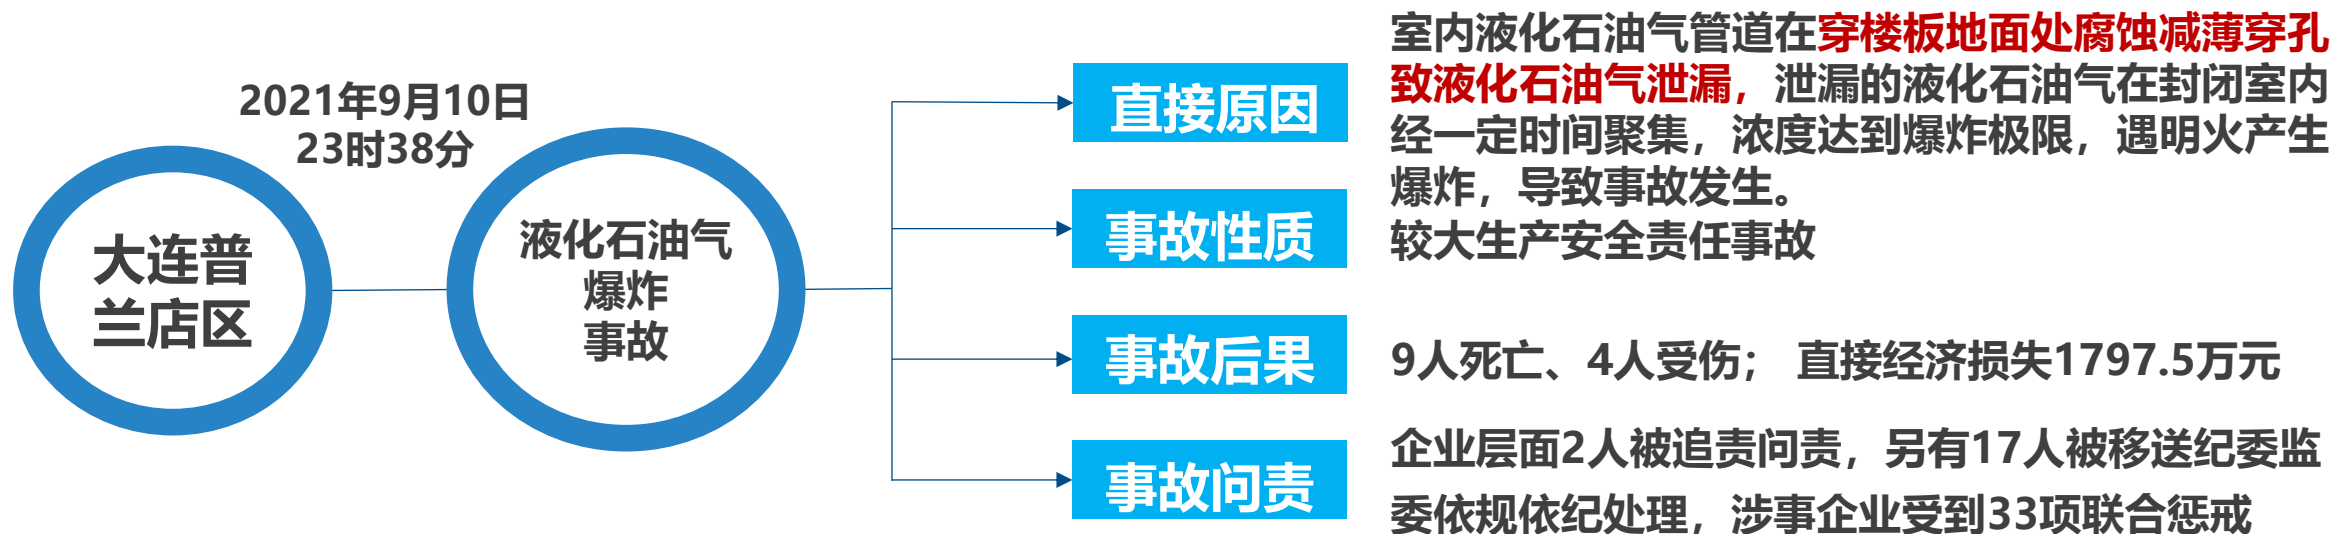 2021年9月10日
23时38分
大连普
兰店区
液化石油气
爆炸
事故
直接原因
室内液化石油气管道在穿楼板地面处腐蚀减薄穿孔
致液化石油气泄漏，泄漏的液化石油气在封闭室内
经一定时间聚集，浓度达到爆炸极限，遇明火产生
爆炸，导致事故发生。
事故性质
较大生产安全责任事故
事故后果
9人死亡、4人受伤； 直接经济损失1797.5万元
事故问责
企业层面2人被追责问责，另有17人被移送纪委监
委依规依纪处理，涉事企业受到33项联合惩戒